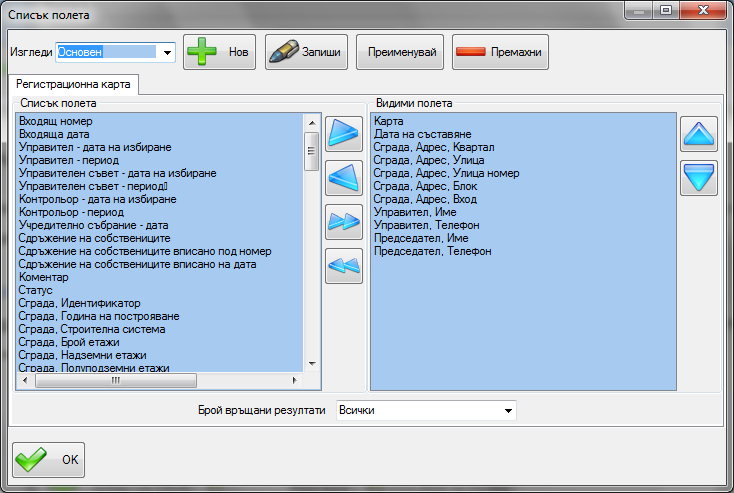 Списък полета
Изгледи Основен Нов Запиши Преименувай Премахни
Регистрационна карта
Списък полета
Входящ номер
Входяща дата
Управител - дата на избиране
Управител - период
Управителен съвет - дата на избиране
Управителен съвет - период▯
Контрольор - дата на избиране
Контрольор - период
Учредително събрание - дата
Сдръжение на собствениците
Сдръжение на собствениците вписано под номер
Сдръжение на собствениците вписано на дата
Коментар
Статус
Сграда, Идентификатор
Сграда, Година на построяване
Сграда, Строителна система
Сграда, Брой етажи
Сграда, Надземни етажи
Сграда, Полуподземни етажи
Видими полета
Карта
Дата на съставяне
Сграда, Адрес, Квартал
Сграда, Адрес, Улица
Сграда, Адрес, Улица номер
Сграда, Адрес, Блок
Сграда, Адрес, Вход
Управител, Име
Управител, Телефон
Председател, Име
Председател, Телефон
Брой връщани резултати Всички
OK